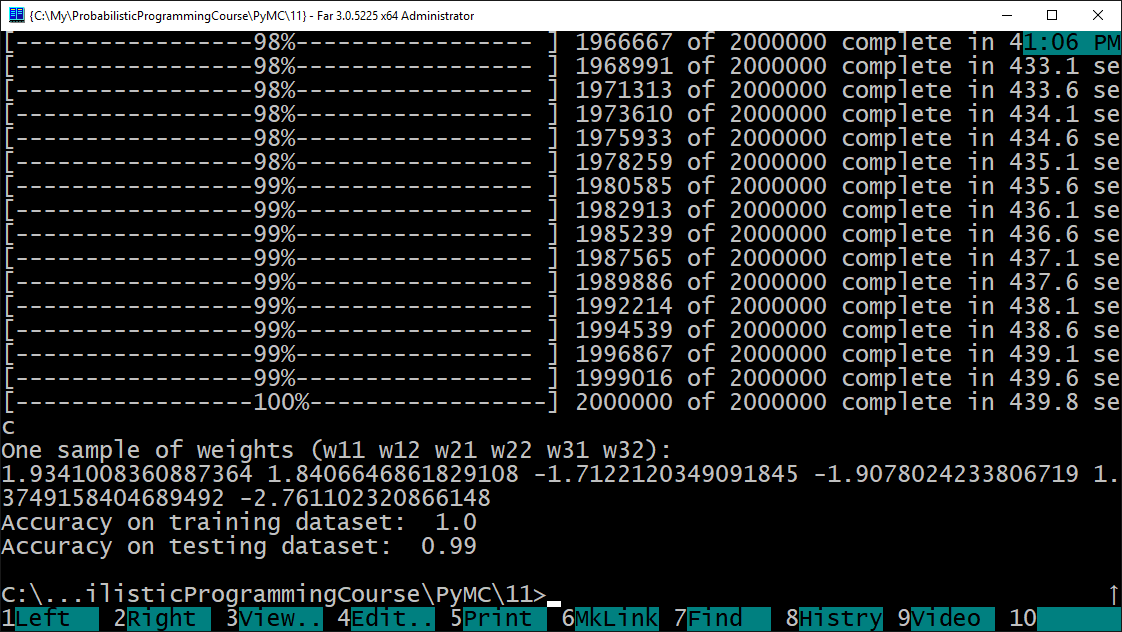 {C:\My\ProbabilisticProgrammingCourse\PyMC\11} - Far 3.0.5225 x64 Administrator
[-----------------98%----------------- ] 1966667 of 2000000 complete in 41:06 PM
[-----------------98%----------------- ] 1968991 of 2000000 complete in 433.1 se
[-----------------98%----------------- ] 1971313 of 2000000 complete in 433.6 se
[-----------------98%----------------- ] 1973610 of 2000000 complete in 434.1 se
[-----------------98%----------------- ] 1975933 of 2000000 complete in 434.6 se
[-----------------98%----------------- ] 1978259 of 2000000 complete in 435.1 se
[-----------------99%----------------- ] 1980585 of 2000000 complete in 435.6 se
[-----------------99%----------------- ] 1982913 of 2000000 complete in 436.1 se
[-----------------99%----------------- ] 1985239 of 2000000 complete in 436.6 se
[-----------------99%----------------- ] 1987565 of 2000000 complete in 437.1 se
[-----------------99%----------------- ] 1989886 of 2000000 complete in 437.6 se
[-----------------99%----------------- ] 1992214 of 2000000 complete in 438.1 se
[-----------------99%----------------- ] 1994539 of 2000000 complete in 438.6 se
[-----------------99%----------------- ] 1996867 of 2000000 complete in 439.1 se
[-----------------99%----------------- ] 1999016 of 2000000 complete in 439.6 se
[-----------------100%-----------------] 2000000 of 2000000 complete in 439.8 se
c
One sample of weights (w11 w12 w21 w22 w31 w32):
1.9341008360887364 1.8406646861829108 -1.7122120349091845 -1.9078024233806719 1.
3749158404689492 -2.761102320866148
Accuracy on training dataset:  1.0
Accuracy on testing dataset:  0.99
C:\...ilisticProgrammingCourse\PyMC\11>
↑
1Left 2Right 3View.. 4Edit.. 5Print 6MkLink 7Find 8Histry 9Video 10